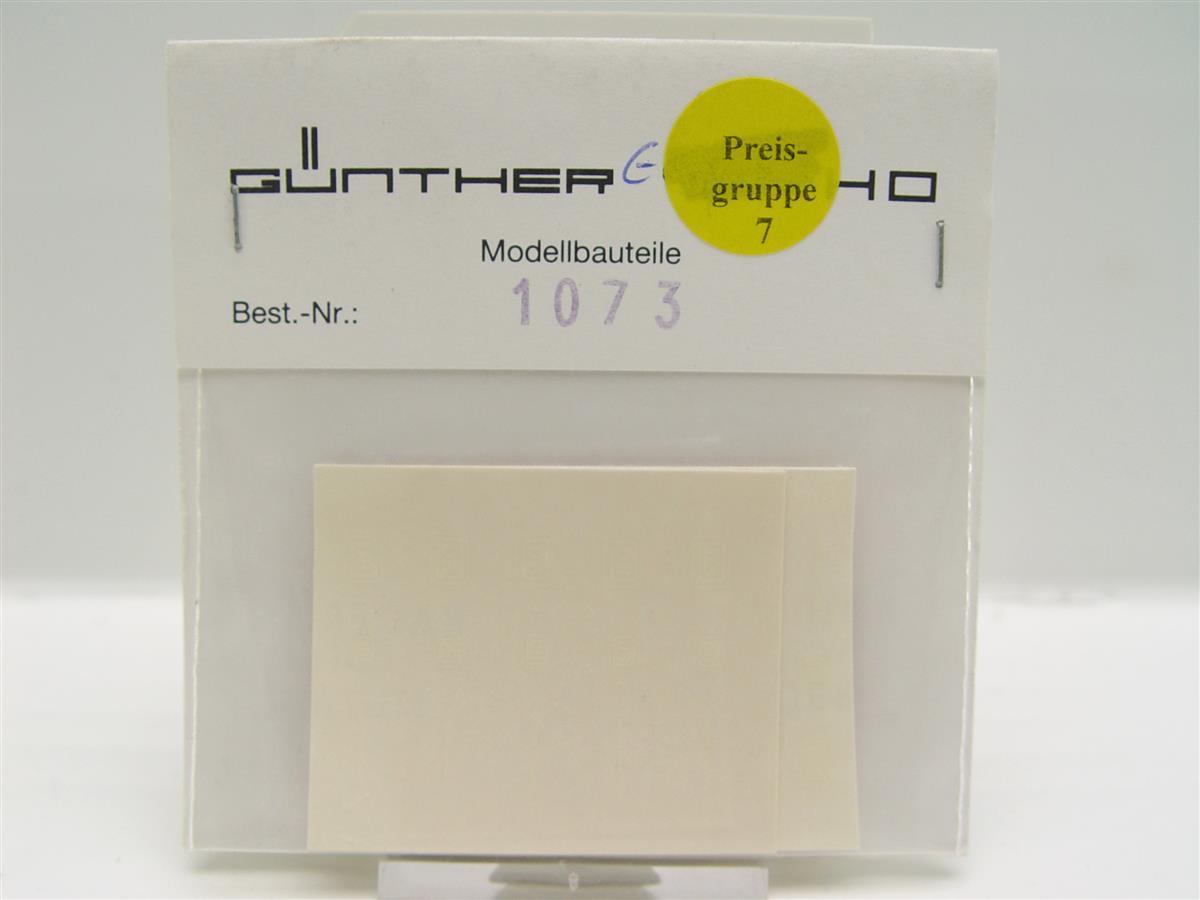 GÜNTHER HO
Preis-
gruppe
7
Modellbauteile
Best.-Nr.: 1073